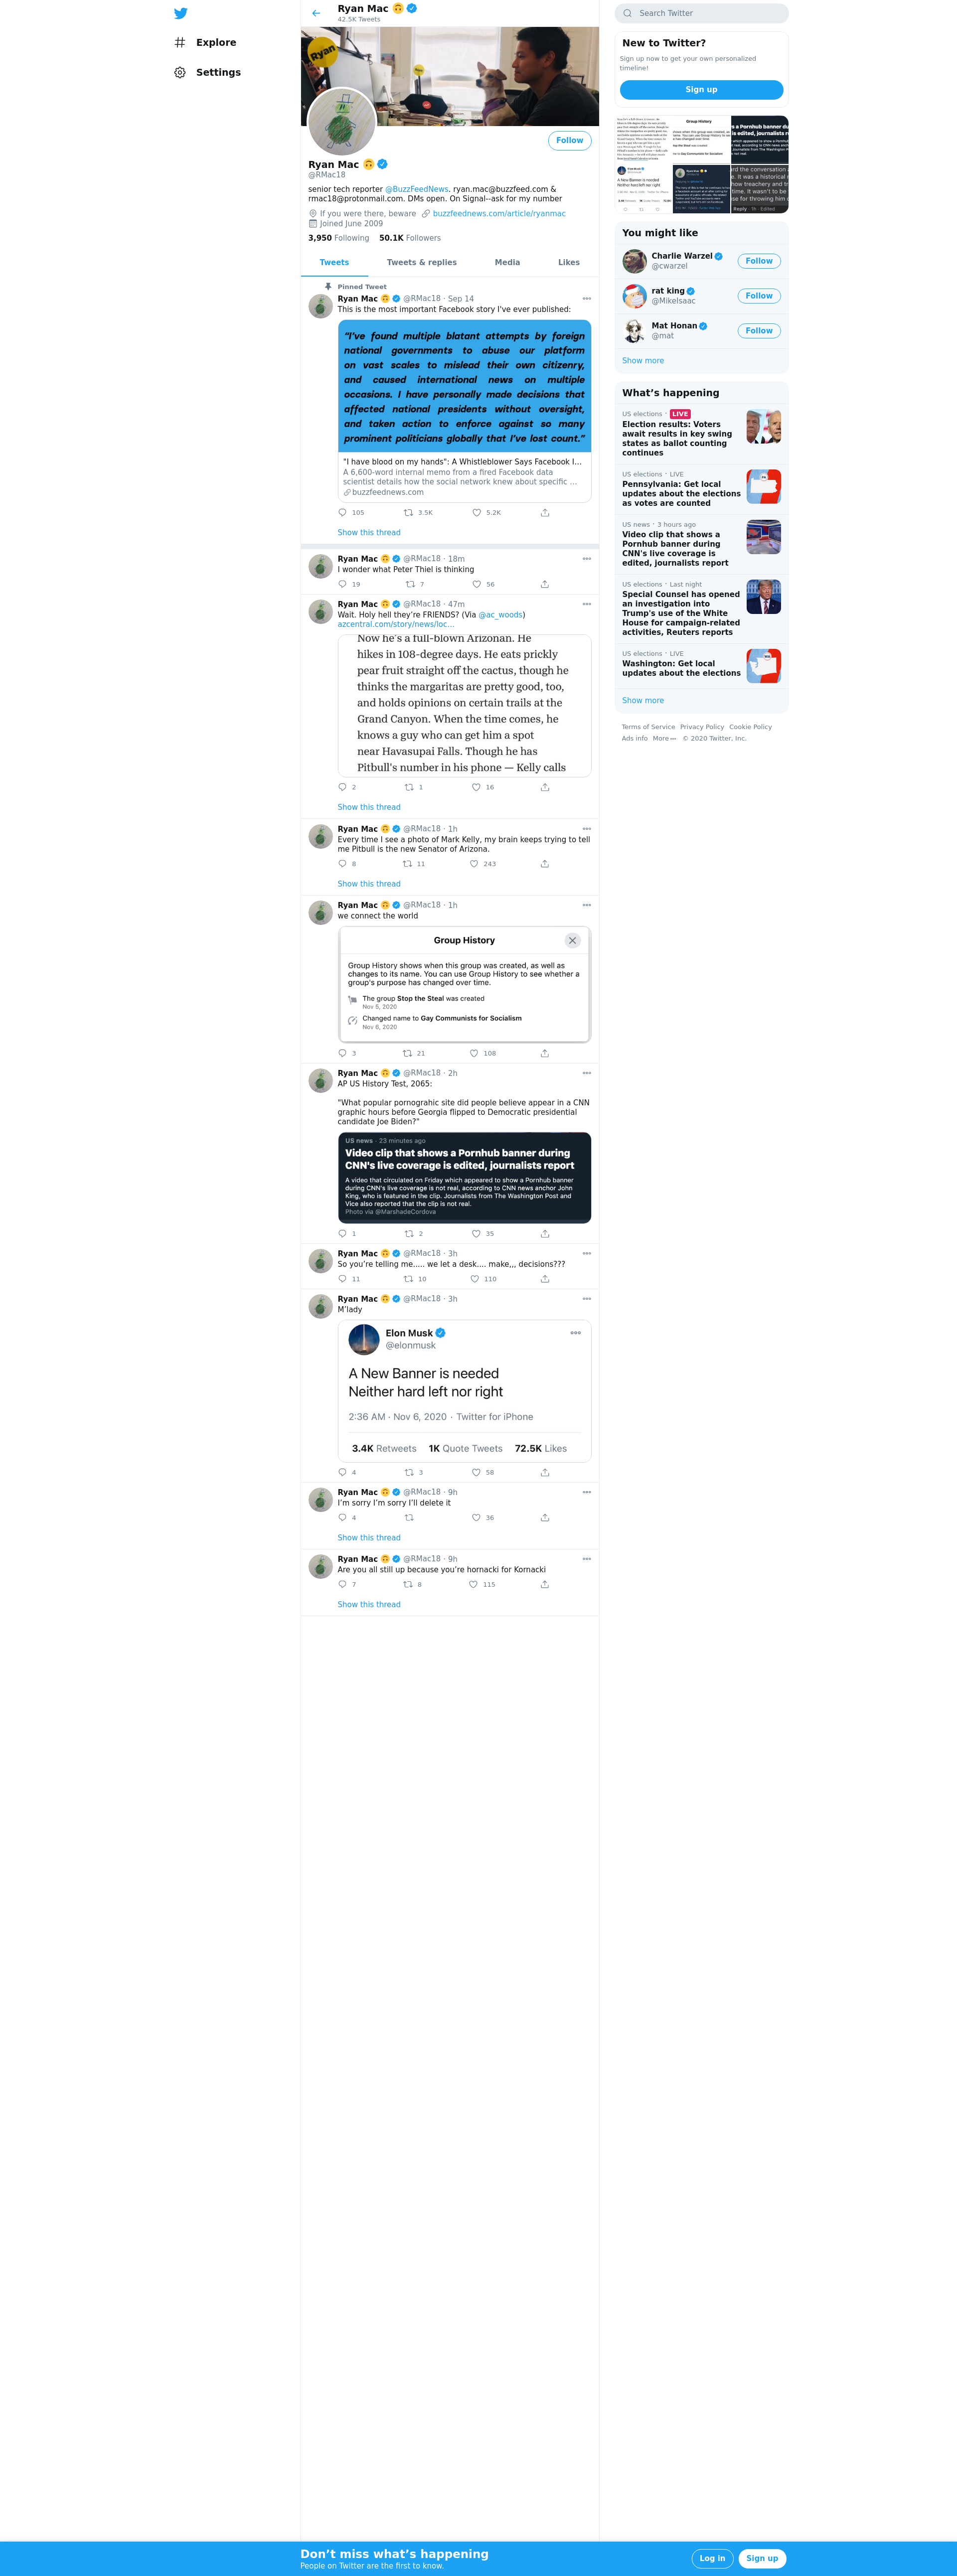 Explore
Settings
Ryan Mac 🙃
42.5K Tweets
Ryan Mac
Follow
Ryan Mac 🙃
@RMac18
senior tech reporter @BuzzFeedNews. ryan.mac@buzzfeed.com &
rmac18@protonmail.com. DMs open. On Signal--ask for my number
If you were there, beware buzzfeednews.com/article/ryanmac
Joined June 2009
3,950 Following 50.1K Followers
Tweets Tweets & replies Media Likes
Pinned Tweet
Ryan Mac 🙃 @RMac18 · Sep 14
This is the most important Facebook story I've ever published:
"I've found multiple blatant attempts by foreign
national governments to abuse our platform
on vast scales to mislead their own citizenry,
and caused international news on multiple
occasions. I have personally made decisions that
affected national presidents without oversight,
and taken action to enforce against so many
prominent politicians globally that I've lost count."
"I have blood on my hands": A Whistleblower Says Facebook I...
A 6,600-word internal memo from a fired Facebook data
scientist details how the social network knew about specific ...
buzzfeednews.com
105 3.5K 5.2K
Show this thread
Ryan Mac 🙃 @RMac18 · 18m
I wonder what Peter Thiel is thinking
19 7 56
Ryan Mac 🙃 @RMac18 · 47m
Wait. Holy hell they're FRIENDS? (Via @ac_woods)
azcentral.com/story/news/loc…
Now he's a full-blown Arizonan. He
hikes in 108-degree days. He eats prickly
pear fruit straight off the cactus, though he
thinks the margaritas are pretty good, too,
and holds opinions on certain trails at the
Grand Canyon. When the time comes, he
knows a guy who can get him a spot
near Havasupai Falls. Though he has
Pitbull's number in his phone — Kelly calls
2 1 16
Show this thread
Ryan Mac 🙃 @RMac18 · 1h
Every time I see a photo of Mark Kelly, my brain keeps trying to tell
me Pitbull is the new Senator of Arizona.
8 11 243
Show this thread
Ryan Mac 🙃 @RMac18 · 1h
we connect the world
Group History
Group History shows when this group was created, as well as
changes to its name. You can use Group History to see whether a
group's purpose has changed over time.
The group Stop the Steal was created
Nov 5, 2020
Changed name to Gay Communists for Socialism
Nov 6, 2020
3 21 108
Ryan Mac 🙃 @RMac18 · 2h
AP US History Test, 2065:
"What popular pornograhic site did people believe appear in a CNN
graphic hours before Georgia flipped to Democratic presidential
candidate Joe Biden?"
US news · 23 minutes ago
Video clip that shows a Pornhub banner during
CNN's live coverage is edited, journalists report
A video that circulated on Friday which appeared to show a Pornhub banner
during CNN's live coverage is not real, according to CNN news anchor John
King, who is featured in the clip. Journalists from The Washington Post and
Vice also reported that the clip is not real.
Photo via @MarshadeCordova
1 2 35
Ryan Mac 🙃 @RMac18 · 3h
So you're telling me..... we let a desk.... make,,, decisions???
11 10 110
Ryan Mac 🙃 @RMac18 · 3h
M'lady
Elon Musk
@elonmusk
A New Banner is needed
Neither hard left nor right
2:36 AM · Nov 6, 2020 · Twitter for iPhone
3.4K Retweets 1K Quote Tweets 72.5K Likes
4 3 58
Ryan Mac 🙃 @RMac18 · 9h
I'm sorry I'm sorry I'll delete it
4 36
Show this thread
Ryan Mac 🙃 @RMac18 · 9h
Are you all still up because you're hornacki for Kornacki
7 8 115
Show this thread
Search Twitter
New to Twitter?
Sign up now to get your own personalized
timeline!
Sign up
You might like
Charlie Warzel
@cwarzel
Follow
rat king
@MikeIsaac
Follow
Mat Honan
@mat
Follow
Show more
What's happening
US elections · LIVE
Election results: Voters
await results in key swing
states as ballot counting
continues
US elections · LIVE
Pennsylvania: Get local
updates about the elections
as votes are counted
US news · 3 hours ago
Video clip that shows a
Pornhub banner during
CNN's live coverage is
edited, journalists report
US elections · Last night
Special Counsel has opened
an investigation into
Trump's use of the White
House for campaign-related
activities, Reuters reports
US elections · LIVE
Washington: Get local
updates about the elections
Show more
Terms of Service Privacy Policy Cookie Policy
Ads info More © 2020 Twitter, Inc.
Don't miss what's happening
People on Twitter are the first to know.
Log in
Sign up